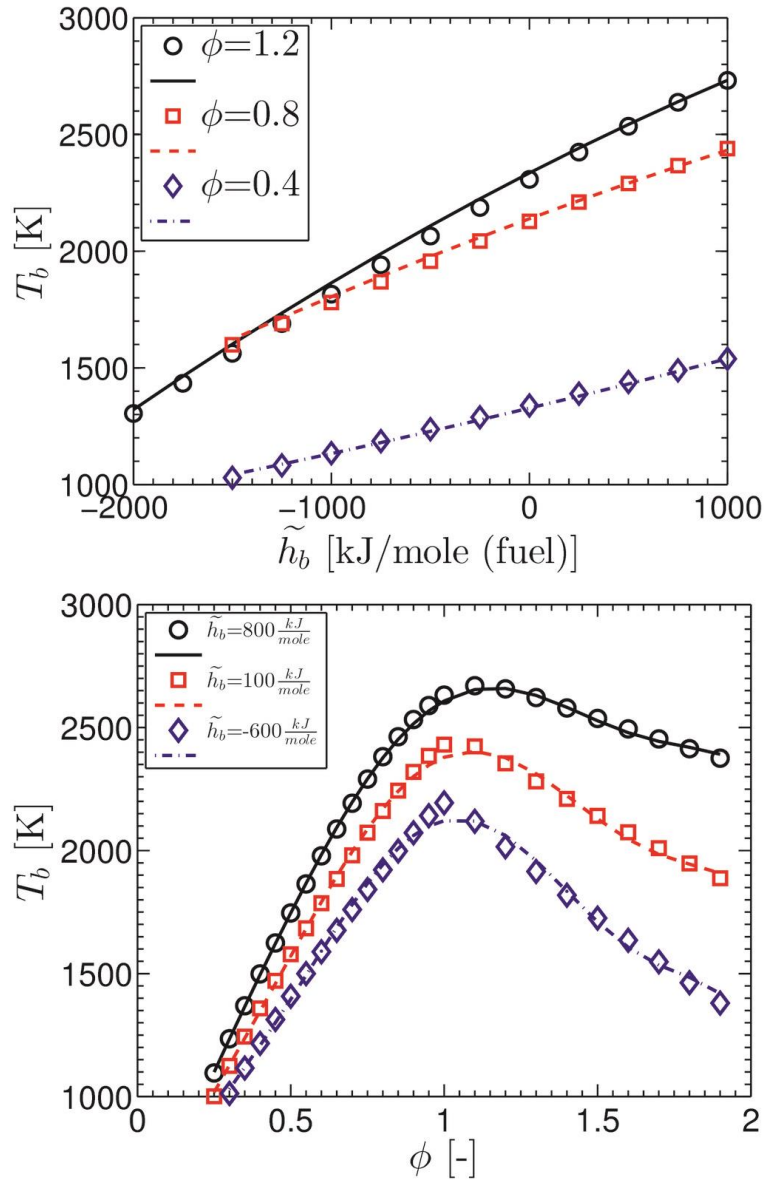 3000
2500
2000
1500
1000
T_b [K]
ϕ=1.2
ϕ=0.8
ϕ=0.4
−2000 −1000 0 1000
h̃_b [kJ/mole (fuel)]
3000
2500
2000
1500
1000
T_b [K]
h̃_b=800 kJ/mole
h̃_b=100 kJ/mole
h̃_b=-600 kJ/mole
0 0.5 1 1.5 2
ϕ [-]